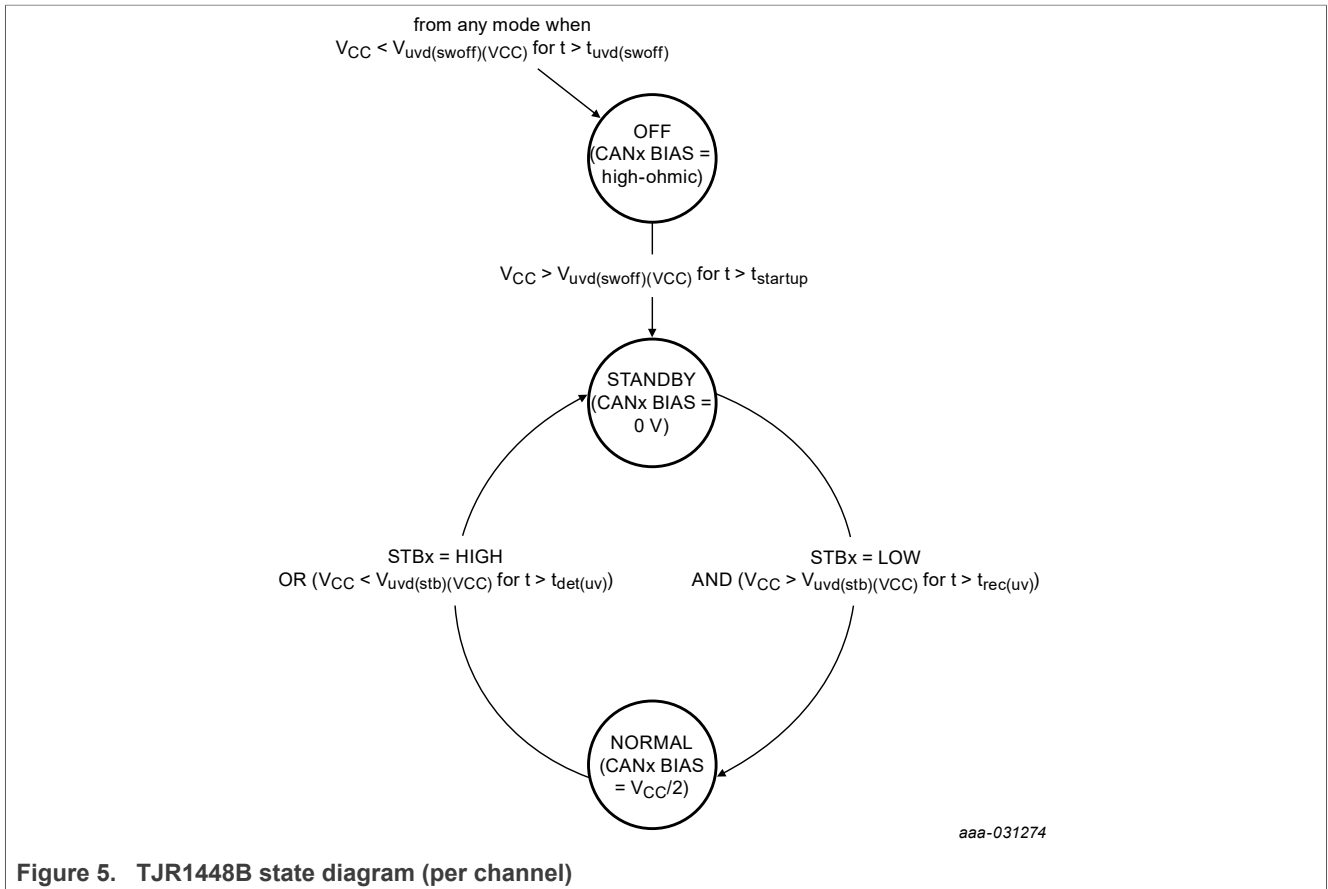 from any mode when
VCC < Vuvd(swoff)(VCC) for t > tuvd(swoff)
OFF
(CANx BIAS =
high-ohmic)
VCC > Vuvd(swoff)(VCC) for t > tstartup
STANDBY
(CANx BIAS =
0 V)
STBx = HIGH
OR (VCC < Vuvd(stb)(VCC) for t > tdet(uv))
STBx = LOW
AND (VCC > Vuvd(stb)(VCC) for t > trec(uv))
NORMAL
(CANx BIAS
= VCC/2)
aaa-031274
Figure 5. TJR1448B state diagram (per channel)